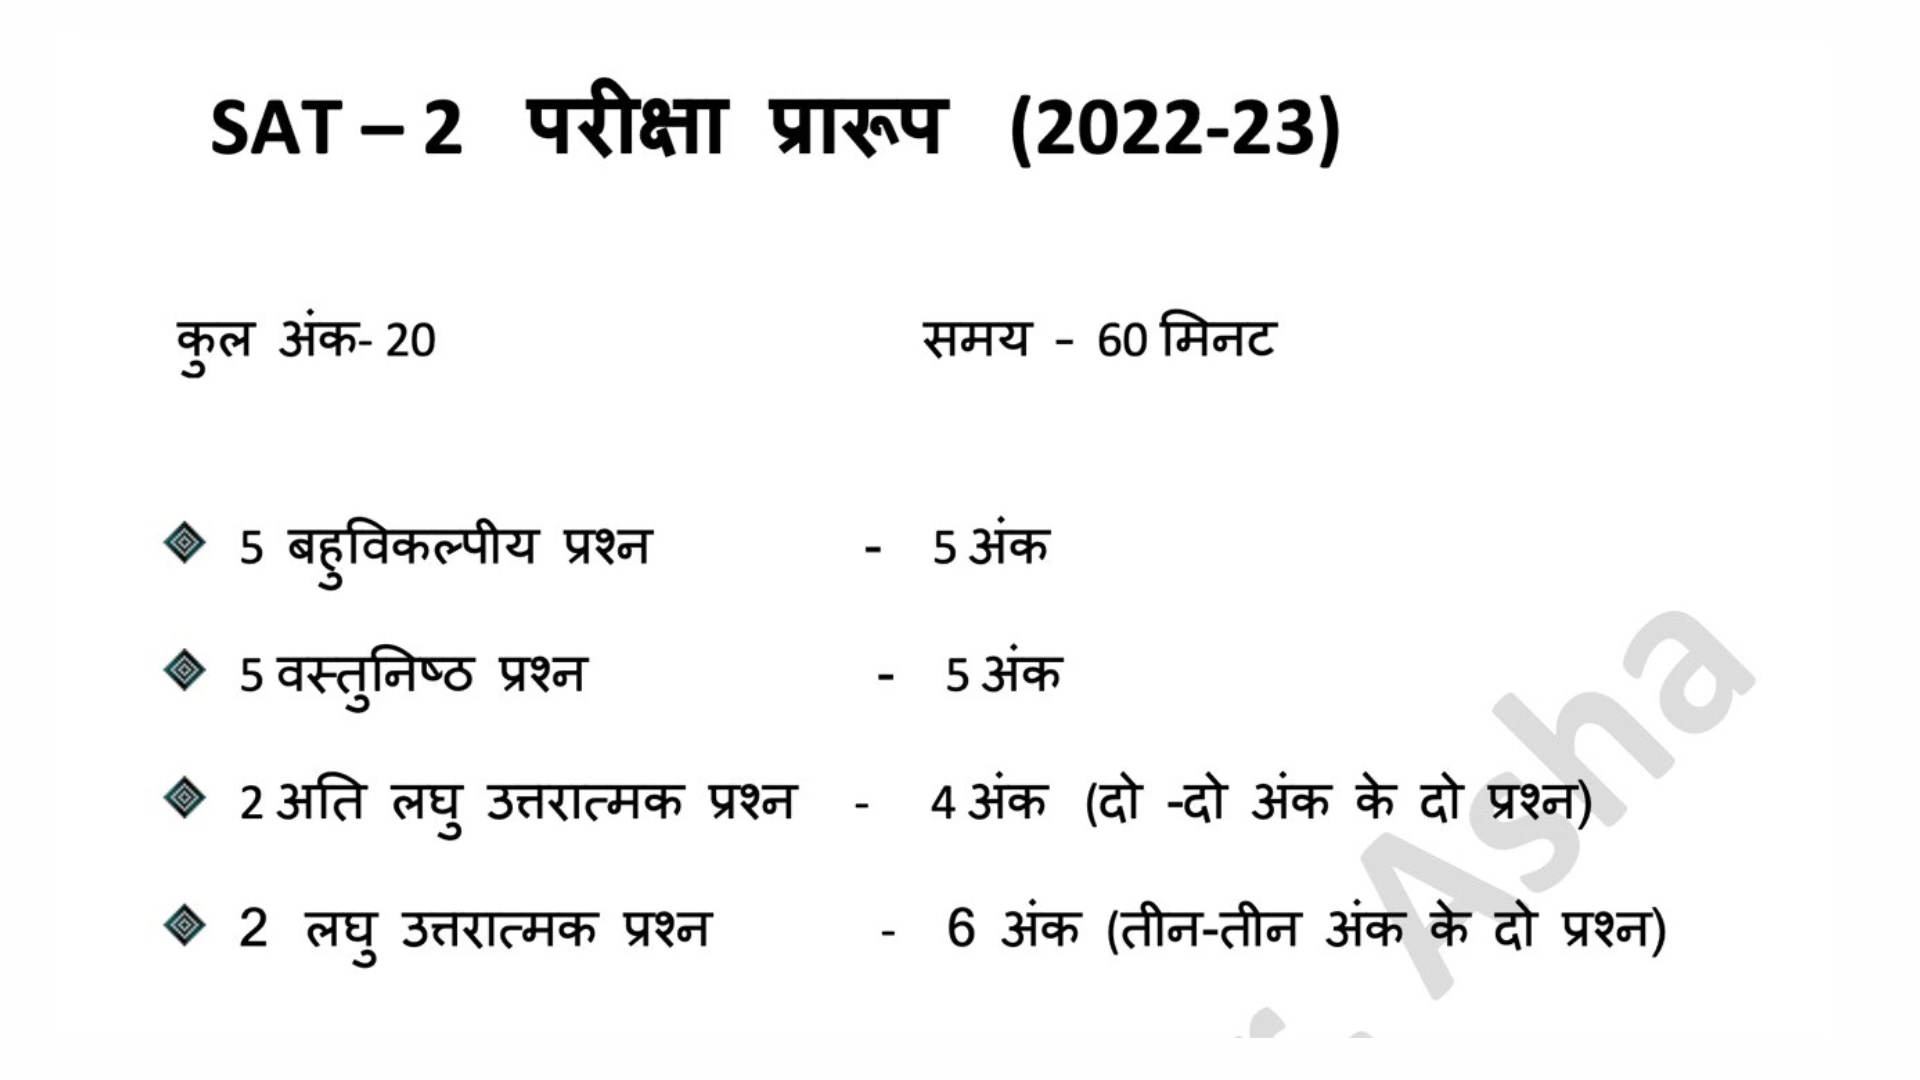 SAT – 2 परीक्षा प्रारूप (2022-23)
कुल अंक- 20 समय - 60 मिनट
5 बहुविकल्पीय प्रश्न - 5 अंक
5 वस्तुनिष्ठ प्रश्न - 5 अंक
2 अति लघु उत्तरात्मक प्रश्न - 4 अंक (दो -दो अंक के दो प्रश्न)
2 लघु उत्तरात्मक प्रश्न - 6 अंक (तीन-तीन अंक के दो प्रश्न)
Asha